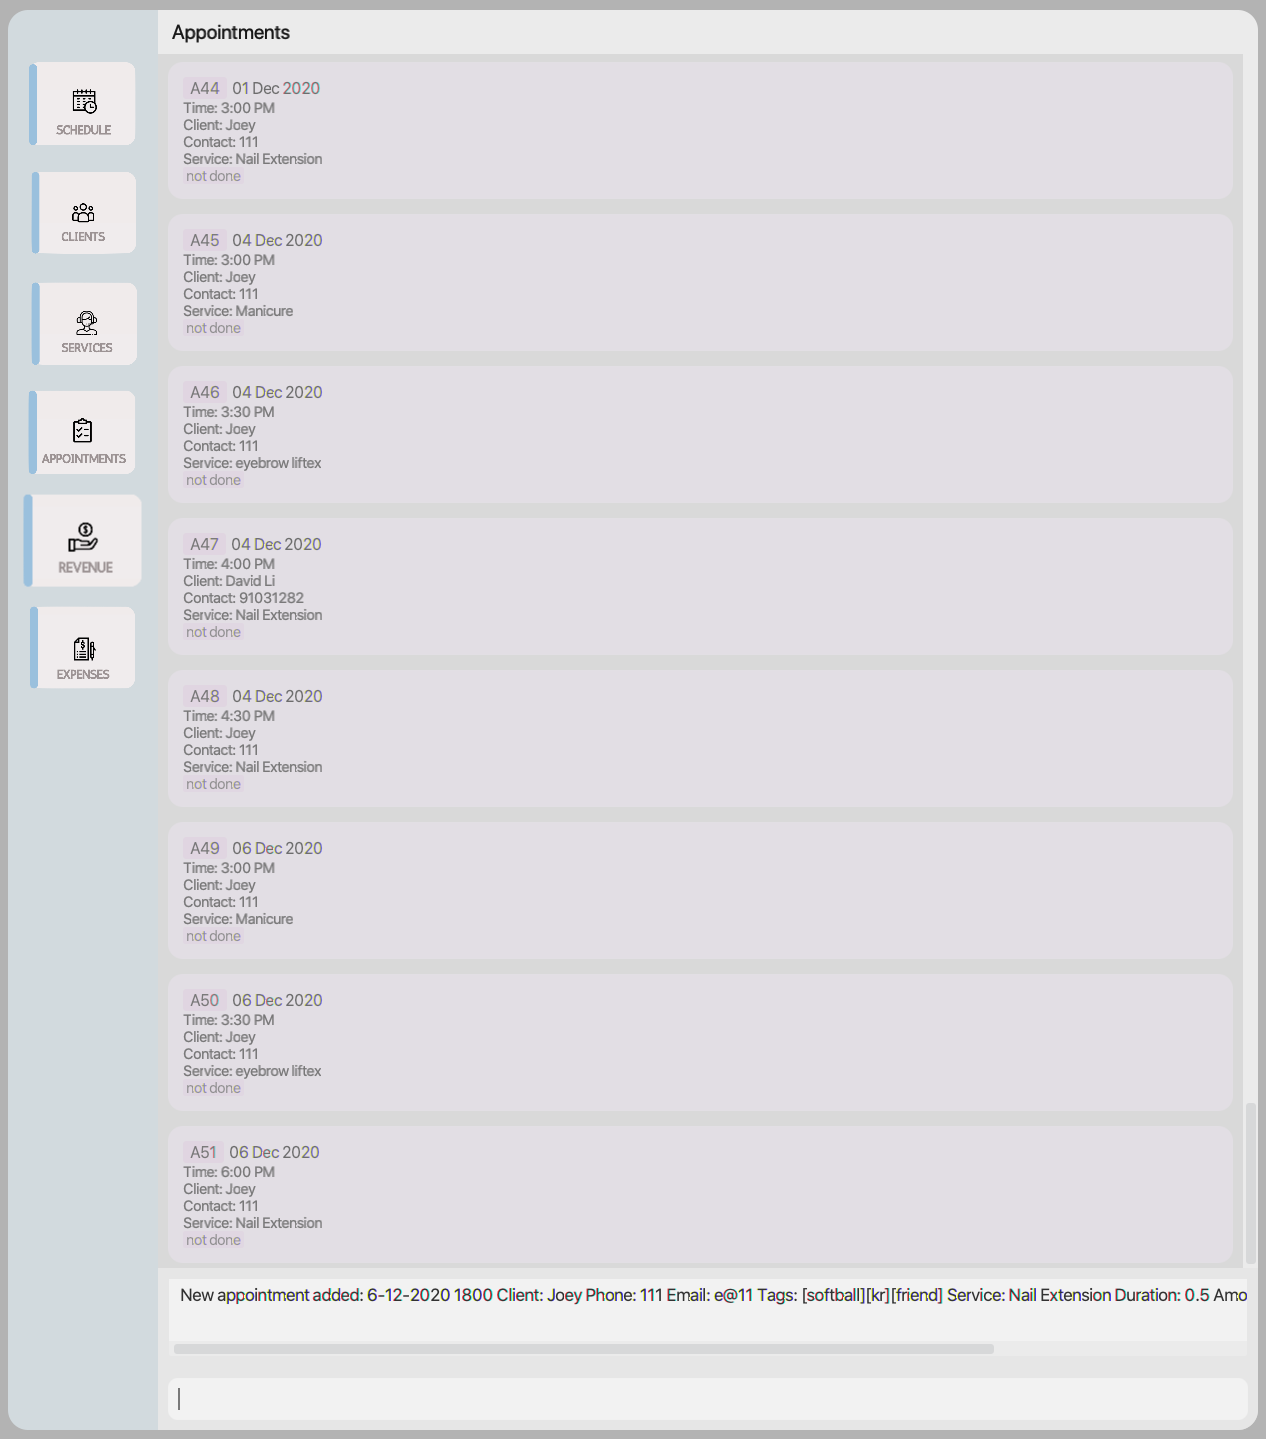 Appointments
SCHEDULE
CLIENTS
SERVICES
APPOINTMENTS
REVENUE
EXPENSES
A44 01 Dec 2020
Time: 3:00 PM
Client: Joey
Contact: 111
Service: Nail Extension
not done
A45 04 Dec 2020
Time: 3:00 PM
Client: Joey
Contact: 111
Service: Manicure
not done
A46 04 Dec 2020
Time: 3:30 PM
Client: Joey
Contact: 111
Service: eyebrow liftex
not done
A47 04 Dec 2020
Time: 4:00 PM
Client: David Li
Contact: 91031282
Service: Nail Extension
not done
A48 04 Dec 2020
Time: 4:30 PM
Client: Joey
Contact: 111
Service: Nail Extension
not done
A49 06 Dec 2020
Time: 3:00 PM
Client: Joey
Contact: 111
Service: Manicure
not done
A50 06 Dec 2020
Time: 3:30 PM
Client: Joey
Contact: 111
Service: eyebrow liftex
not done
A51 06 Dec 2020
Time: 6:00 PM
Client: Joey
Contact: 111
Service: Nail Extension
not done
New appointment added: 6-12-2020 1800 Client: Joey Phone: 111 Email: e@11 Tags: [softball][kr][friend] Service: Nail Extension Duration: 0.5 Amo